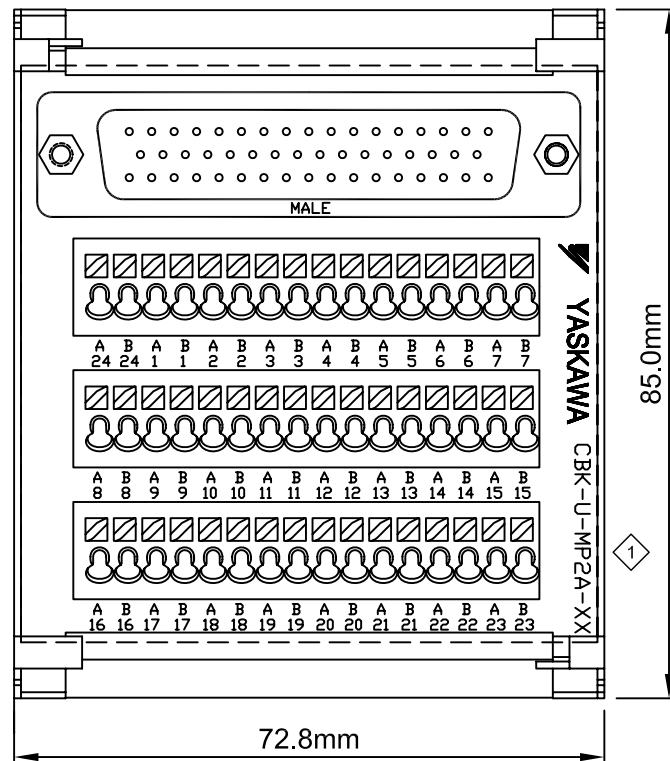 MALE
A B A B A B A B A B A B A B A B
24 24 1 1 2 2 3 3 4 4 5 5 6 6 7 7
A B A B A B A B A B A B A B A B
8 8 9 9 10 10 11 11 12 12 13 13 14 14 15 15
A B A B A B A B A B A B A B A B
16 16 17 17 18 18 19 19 20 20 21 21 22 22 23 23
YASKAWA
CBK-U-MP2A-XX
1
85.0mm
72.8mm